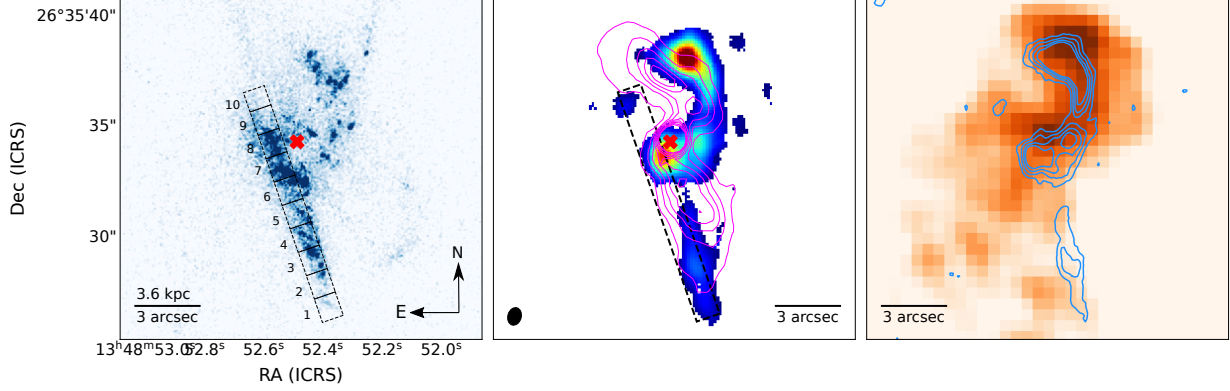 26°35'40"
35"
30"
Dec (ICRS)
10
9
8
7
6
5
4
3
2
1
N
E
3.6 kpc
3 arcsec
3 arcsec
3 arcsec
13ʰ48ᵐ53.0ˢ 52.8ˢ 52.6ˢ 52.4ˢ 52.2ˢ 52.0ˢ
RA (ICRS)